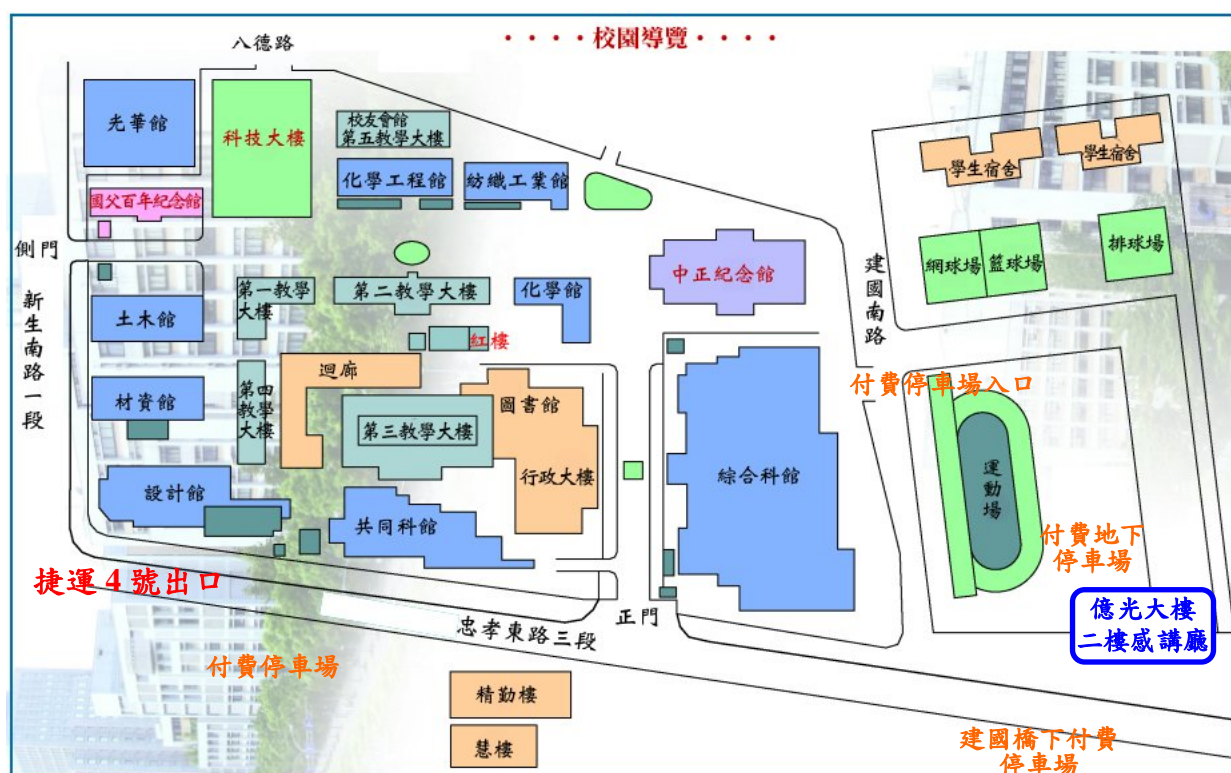 ‧‧‧‧校園導覽‧‧‧‧
八德路
光華館
科技大樓
校友會館
第五教學大樓
化學工程館
紡織工業館
學生宿舍
學生宿舍
國父百年紀念館
側門
新生南路一段
網球場
籃球場
排球場
建國南路
中正紀念館
土木館
第一教學
大樓
第二教學大樓
化學館
紅樓
迴廊
材資館
第四
教學
大樓
圖書館
第三教學大樓
行政大樓
綜合科館
付費停車場入口
運動場
設計館
共同科館
付費地下
停車場
捷運4號出口
正門
忠孝東路三段
億光大樓
二樓感講廳
付費停車場
精勤樓
慧樓
建國橋下付費
停車場